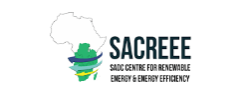 SACREEE
SADC CENTRE FOR RENEWABLE
ENERGY & ENERGY EFFICIENCY